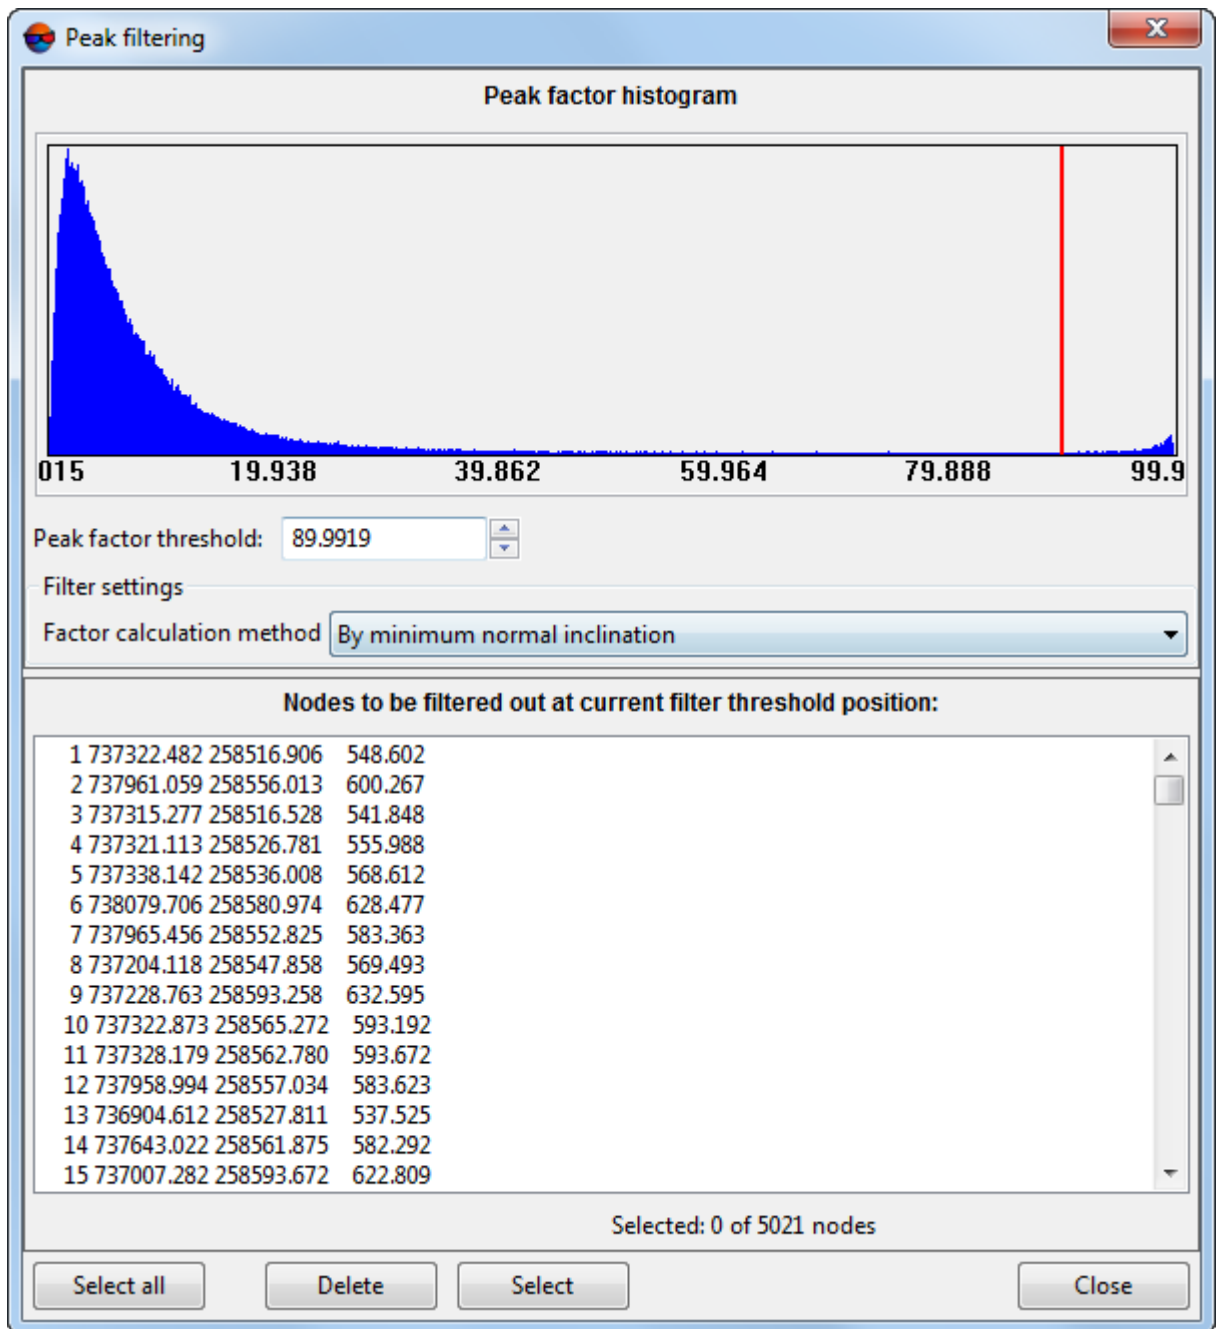 Peak filtering
Peak factor histogram
015 19.938 39.862 59.964 79.888 99.9
Peak factor threshold: 89.9919
Filter settings
Factor calculation method By minimum normal inclination
Nodes to be filtered out at current filter threshold position:
1 737322.482 258516.906 548.602
2 737961.059 258556.013 600.267
3 737315.277 258516.528 541.848
4 737321.113 258526.781 555.988
5 737338.142 258536.008 568.612
6 738079.706 258580.974 628.477
7 737965.456 258552.825 583.363
8 737204.118 258547.858 569.493
9 737228.763 258593.258 632.595
10 737322.873 258565.272 593.192
11 737328.179 258562.780 593.672
12 737958.994 258557.034 583.623
13 736904.612 258527.811 537.525
14 737643.022 258561.875 582.292
15 737007.282 258593.672 622.809
Selected: 0 of 5021 nodes
Select all Delete Select Close